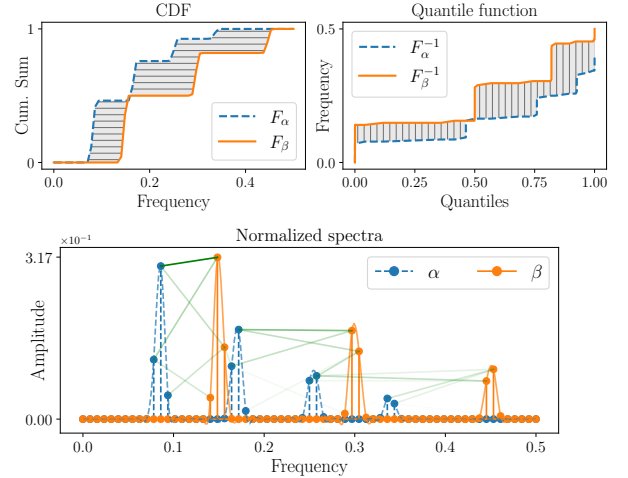 CDF
Cum. Sum
1
0
F_α
F_β
0.0 0.2 0.4
Frequency
Quantile function
Frequency
0.5
0.0
F_α^{-1}
F_β^{-1}
0.00 0.25 0.50 0.75 1.00
Quantiles
Normalized spectra
×10^{-1}
Amplitude
3.17
0.00
α β
0.0 0.1 0.2 0.3 0.4 0.5
Frequency